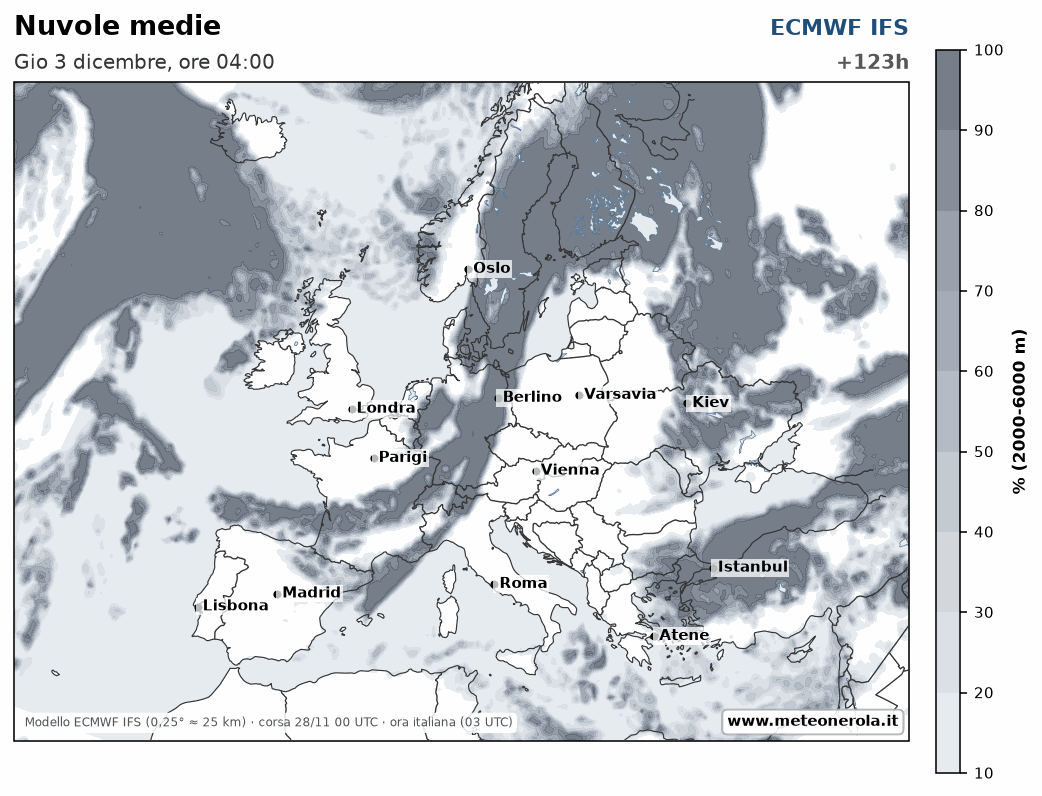 Nuvole medie
ECMWF IFS
Gio 3 dicembre, ore 04:00
+123h
100
90
80
70
60
50
40
30
20
10
% (2000-6000 m)
Oslo
Berlino
Varsavia
Kiev
Londra
Parigi
Vienna
Istanbul
Roma
Madrid
Lisbona
Atene
Modello ECMWF IFS (0,25° ≈ 25 km) · corsa 28/11 00 UTC · ora italiana (03 UTC)
www.meteonerola.it